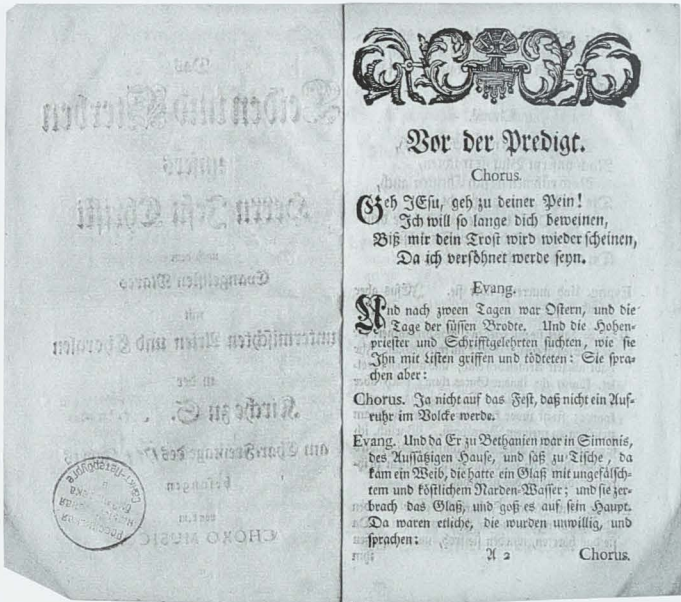 Das
Leiden und Sterben
unsers
Herrn Jesu Christi
nach dem
Evangelisten Marco
mit
untermischten Arien und Choralen
in der
Kirche zu S.
am
gesungen
CHORO MUSIC
Vor der Predigt.
Chorus.
Geh JEsu, geh zu deiner Pein!
Ich will so lange dich beweinen,
Biß mir dein Trost wird wieder scheinen,
Da ich versöhnet werde seyn.
Evang.
Und nach zween Tagen war Ostern, und die
Tage der süssen Brodte. Und die Hohen-
priester und Schrifftgelehrten suchten, wie sie
Ihn mit Listen griffen und tödteten: Sie spra-
chen aber:
Chorus. Ja nicht auf das Fest, daß nicht ein Auf-
ruhr im Volcke werde.
Evang. Und da Er zu Bethanien war in Simonis,
des Aussätzigen Hause, und saß zu Tische, da
kam ein Weib, die hatte ein Glaß mit ungefälsch-
tem und köstlichem Narden-Wasser; und sie zer-
brach das Glaß, und goß es auf sein Haupt.
Da waren etliche, die wurden unwillig, und
sprachen:
A 2 Chorus.